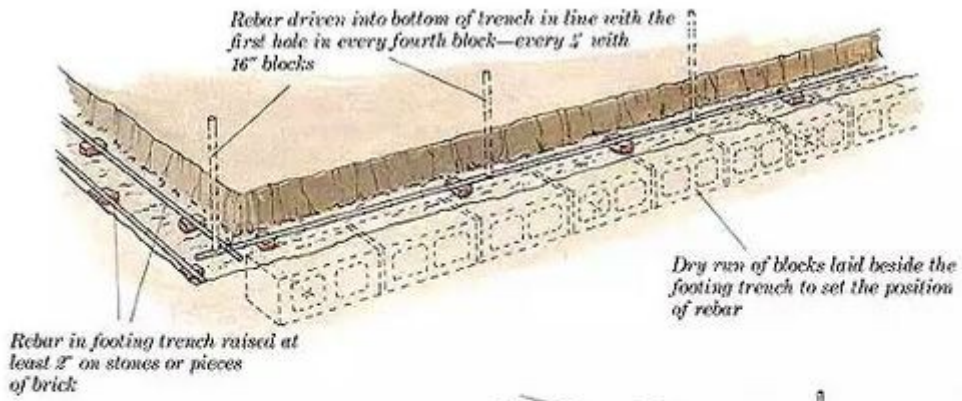 Rebar driven into bottom of trench in line with the
first hole in every fourth block—every with
16" blocks
Dry run of blocks laid beside the
footing trench to set the position
of rebar
Rebar in footing trench raised at
least 2" on stones or pieces
of brick